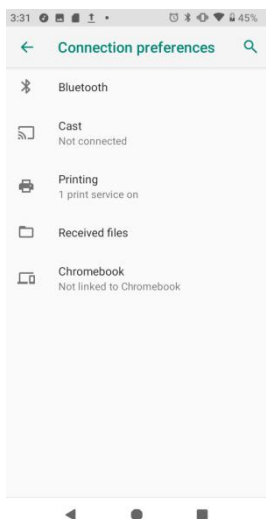 3:31
45%
Connection preferences
Bluetooth
Cast
Not connected
Printing
1 print service on
Received files
Chromebook
Not linked to Chromebook